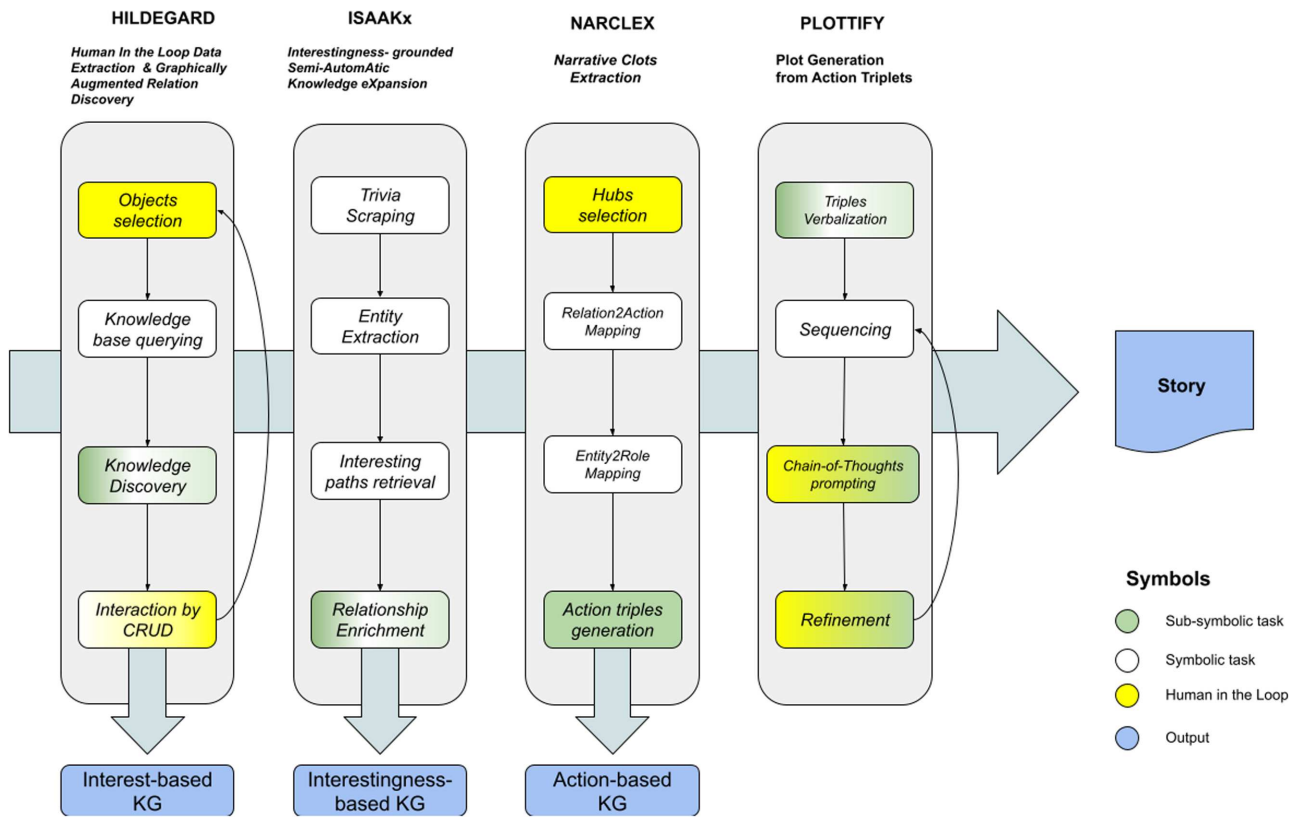 HILDEGARD
Human In the Loop Data
Extraction & Graphically
Augmented Relation
Discovery
Objects
selection
Knowledge
base querying
Knowledge
Discovery
Interaction by
CRUD
Interest-based
KG
ISAAKx
Interestingness- grounded
Semi-AutomAtic
Knowledge eXpansion
Trivia
Scraping
Entity
Extraction
Interesting
paths retrieval
Relationship
Enrichment
Interestingness-
based KG
NARCLEX
Narrative Clots
Extraction
Hubs
selection
Relation2Action
Mapping
Entity2Role
Mapping
Action triples
generation
Action-based
KG
PLOTTIFY
Plot Generation
from Action Triplets
Triples
Verbalization
Sequencing
Chain-of-Thoughts
prompting
Refinement
Story
Symbols
Sub-symbolic task
Symbolic task
Human in the Loop
Output